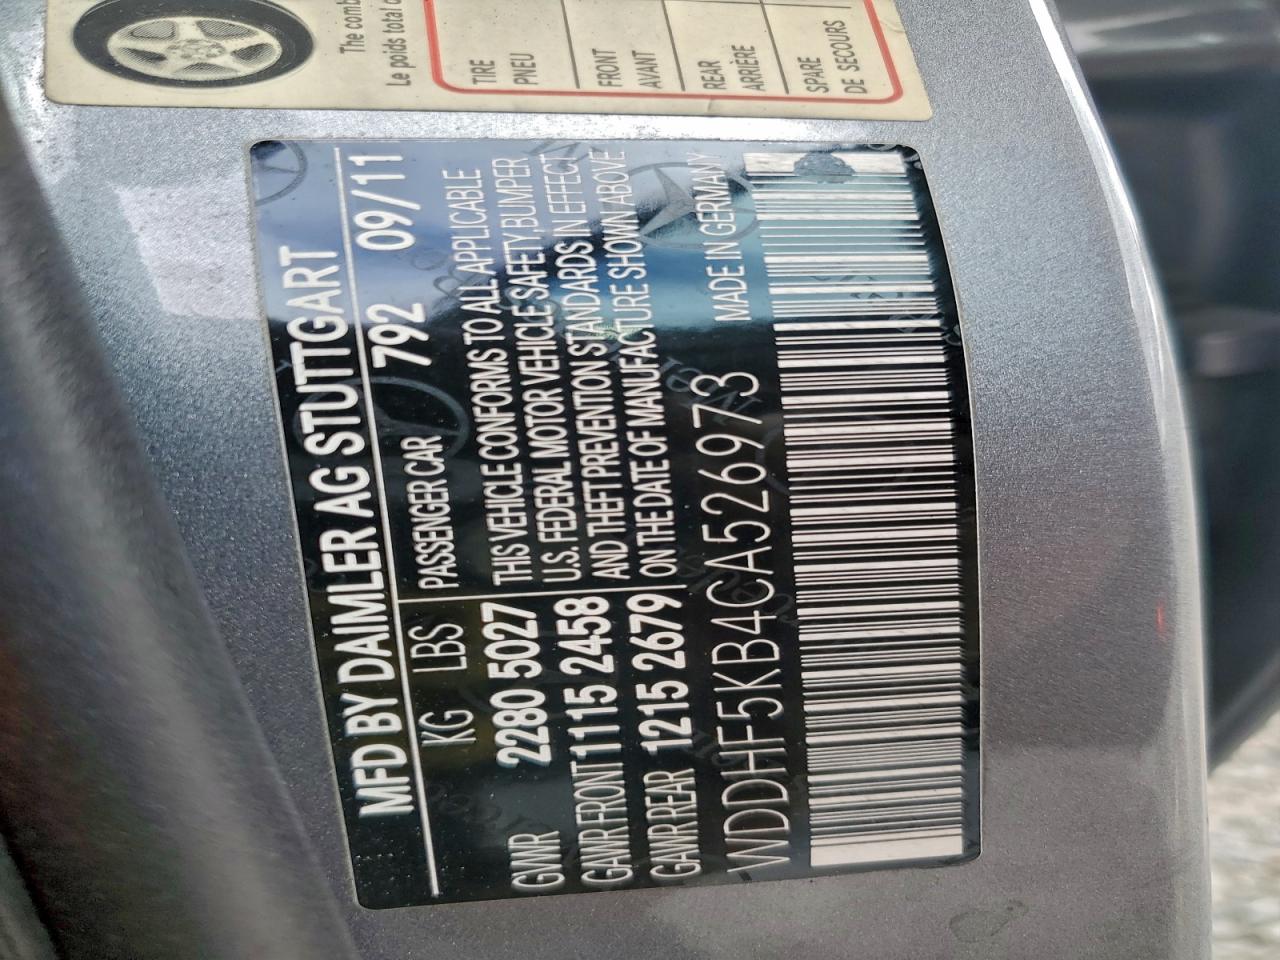 The comb
Le poids total c
TIRE
PNEU
FRONT
AVANT
REAR
ARRIÈRE
SPARE
DE SECOURS
MFD BY DAIMLER AG STUTTGART
792 09/11
KG LBS
PASSENGER CAR
GWR 2280 5027
GAWR FRONT 1115 2458
GAWR REAR 1215 2679
THIS VEHICLE CONFORMS TO ALL APPLICABLE
U.S. FEDERAL MOTOR VEHICLE SAFETY, BUMPER
AND THEFT PREVENTION STANDARDS IN EFFECT
ON THE DATE OF MANUFACTURE SHOWN ABOVE
MADE IN GERMANY
WDDHF5KB4CA526973